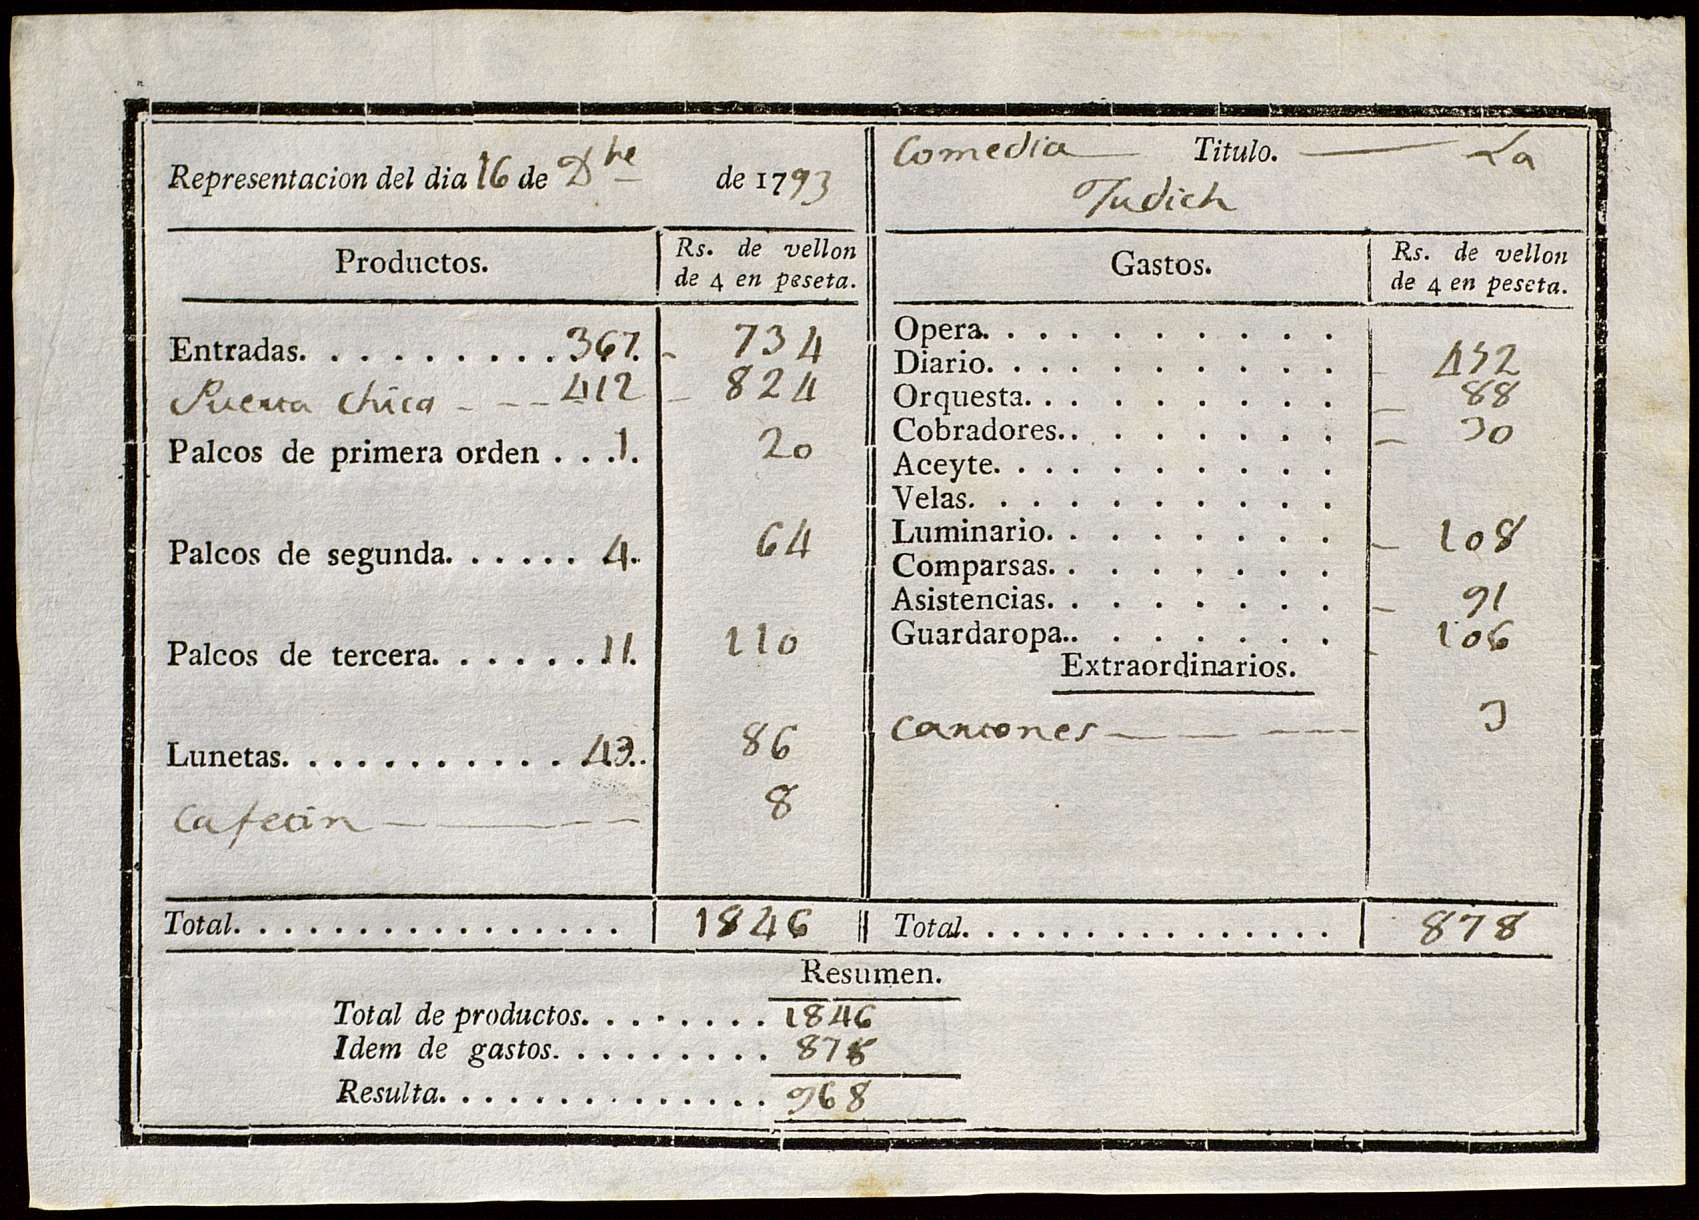 Representacion del dia 16 de Dbre de 1793
Comedia Titulo. La
Judith
Productos. Rs. de vellon
de 4 en peseta.
Gastos. Rs. de vellon
de 4 en peseta.
Entradas. . . . . . . . . . 367. 734
Puerta chica 412 824
Palcos de primera orden . . . 1. 20
Palcos de segunda. . . . . . 4. 64
Palcos de tercera. . . . . . . 11. 110
Lunetas. . . . . . . . . . . . 43. 86
Cafetin 8
Total. . . . . . . . . . . . . . . . 1846
Opera. . . . . . . . . . .
Diario. . . . . . . . . . . 452
Orquesta. . . . . . . . . 88
Cobradores. . . . . . . . 30
Aceyte. . . . . . . . . .
Velas. . . . . . . . . . .
Luminario. . . . . . . . 108
Comparsas. . . . . . . .
Asistencias. . . . . . . . 91
Guardaropa. . . . . . . . 106
Extraordinarios.
Cartones 3
Total. . . . . . . . . . . . . . . 878
Resumen.
Total de productos. . . . . . . . 1846
Idem de gastos. . . . . . . . . 878
Resulta. . . . . . . . . . . . . . 968